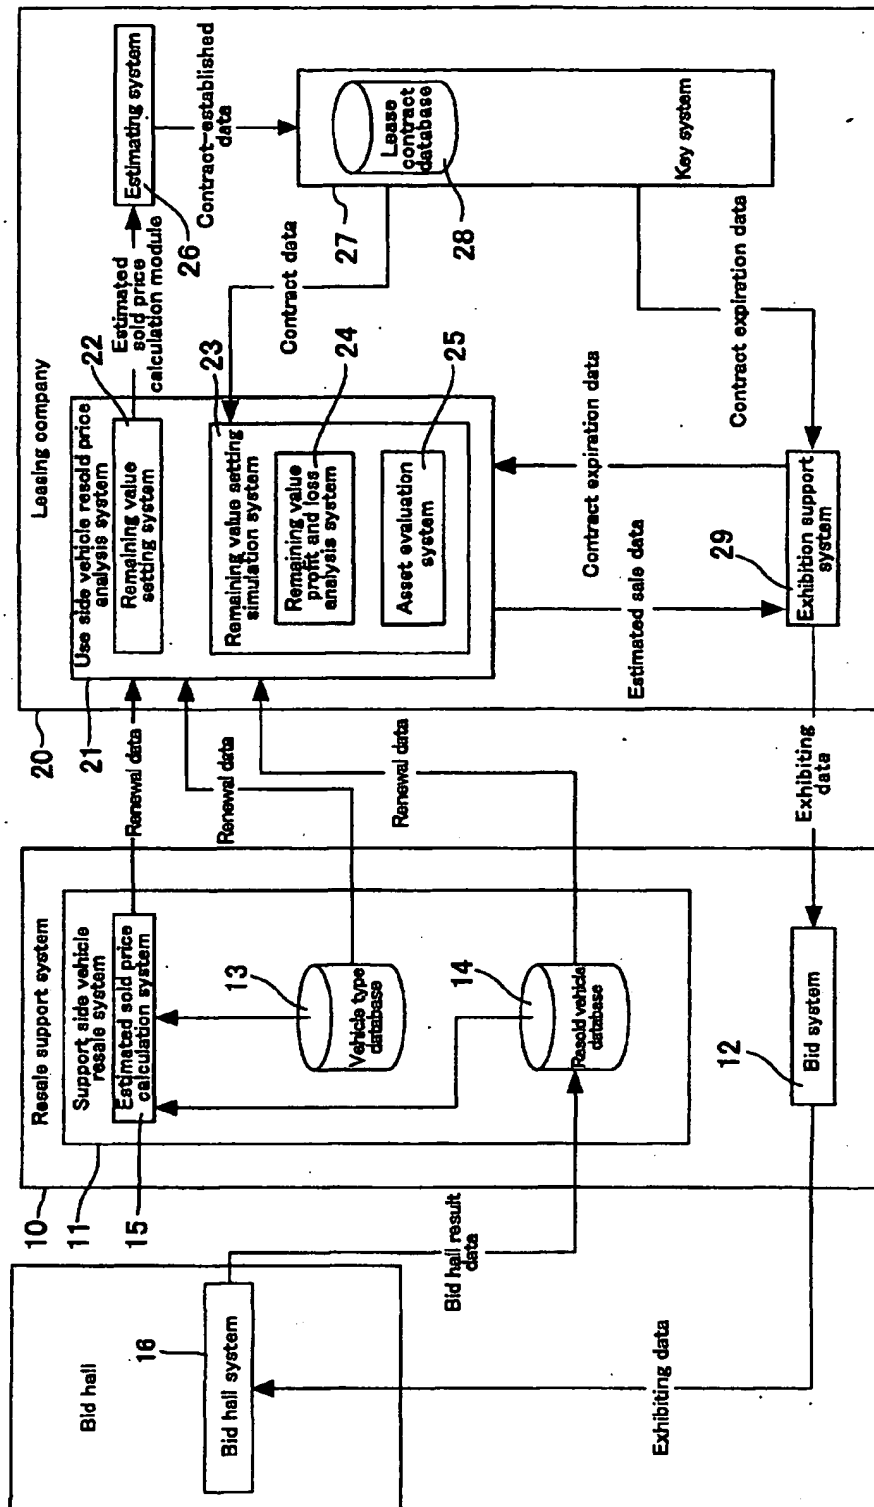 Bid hall
16
Bid hall system
Exhibiting data
Bid hall result
data
Resale support system
10
11
15
Support side vehicle
resale system
Estimated sold price
calculation system
13
Vehicle type
database
14
Resold vehicle
database
12
Bid system
Renewal data
Renewal data
Renewal data
Exhibiting
data
Leasing company
20
21
Use side vehicle resold price
analysis system
22
Remaining value
setting system
23
Remaining value setting
simulation system
24
Remaining value
profit and loss
analysis system
25
Asset evaluation
system
Estimated
sold price
calculation module
26
Estimating system
Contract-established
data
Contract data
27
28
Lease
contract
database
Key system
Contract expiration data
Contract expiration data
Estimated sale data
29
Exhibition support
system